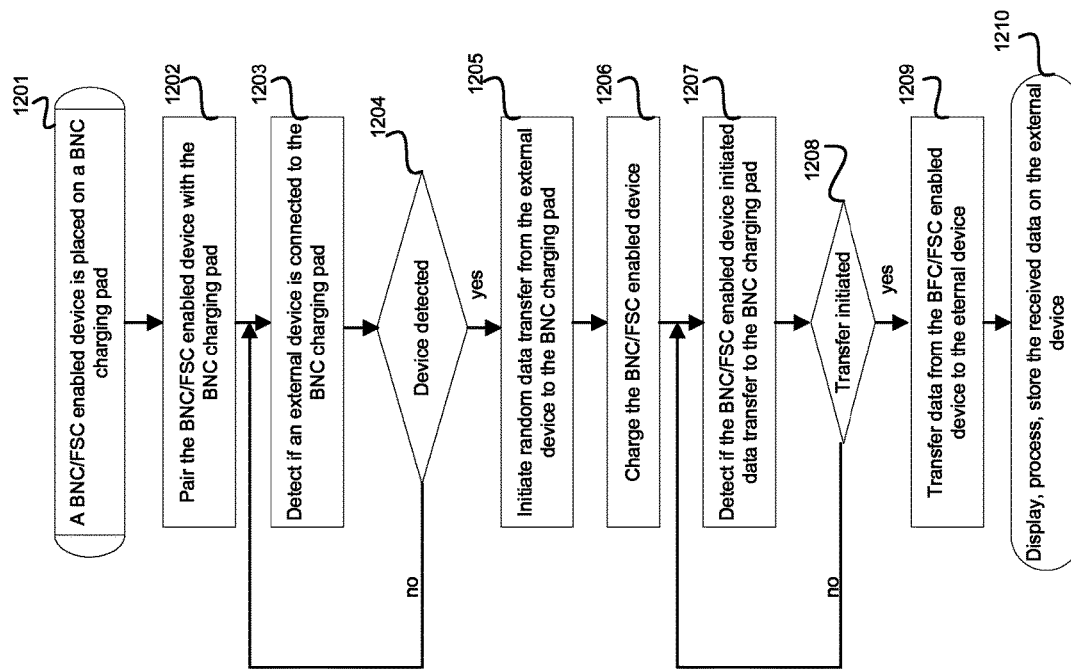 1201
A BNC/FSC enabled device is placed on a BNC
charging pad
1202
Pair the BNC/FSC enabled device with the
BNC charging pad
1203
Detect if an external device is connected to the
BNC charging pad
1204
Device detected
no
yes
1205
Initiate random data transfer from the external
device to the BNC charging pad
1206
Charge the BNC/FSC enabled device
1207
Detect if the BNC/FSC enabled device initiated
data transfer to the BNC charging pad
1208
Transfer initiated
no
yes
1209
Transfer data from the BFC/FSC enabled
device to the eternal device
1210
Display, process, store the received data on the external
device